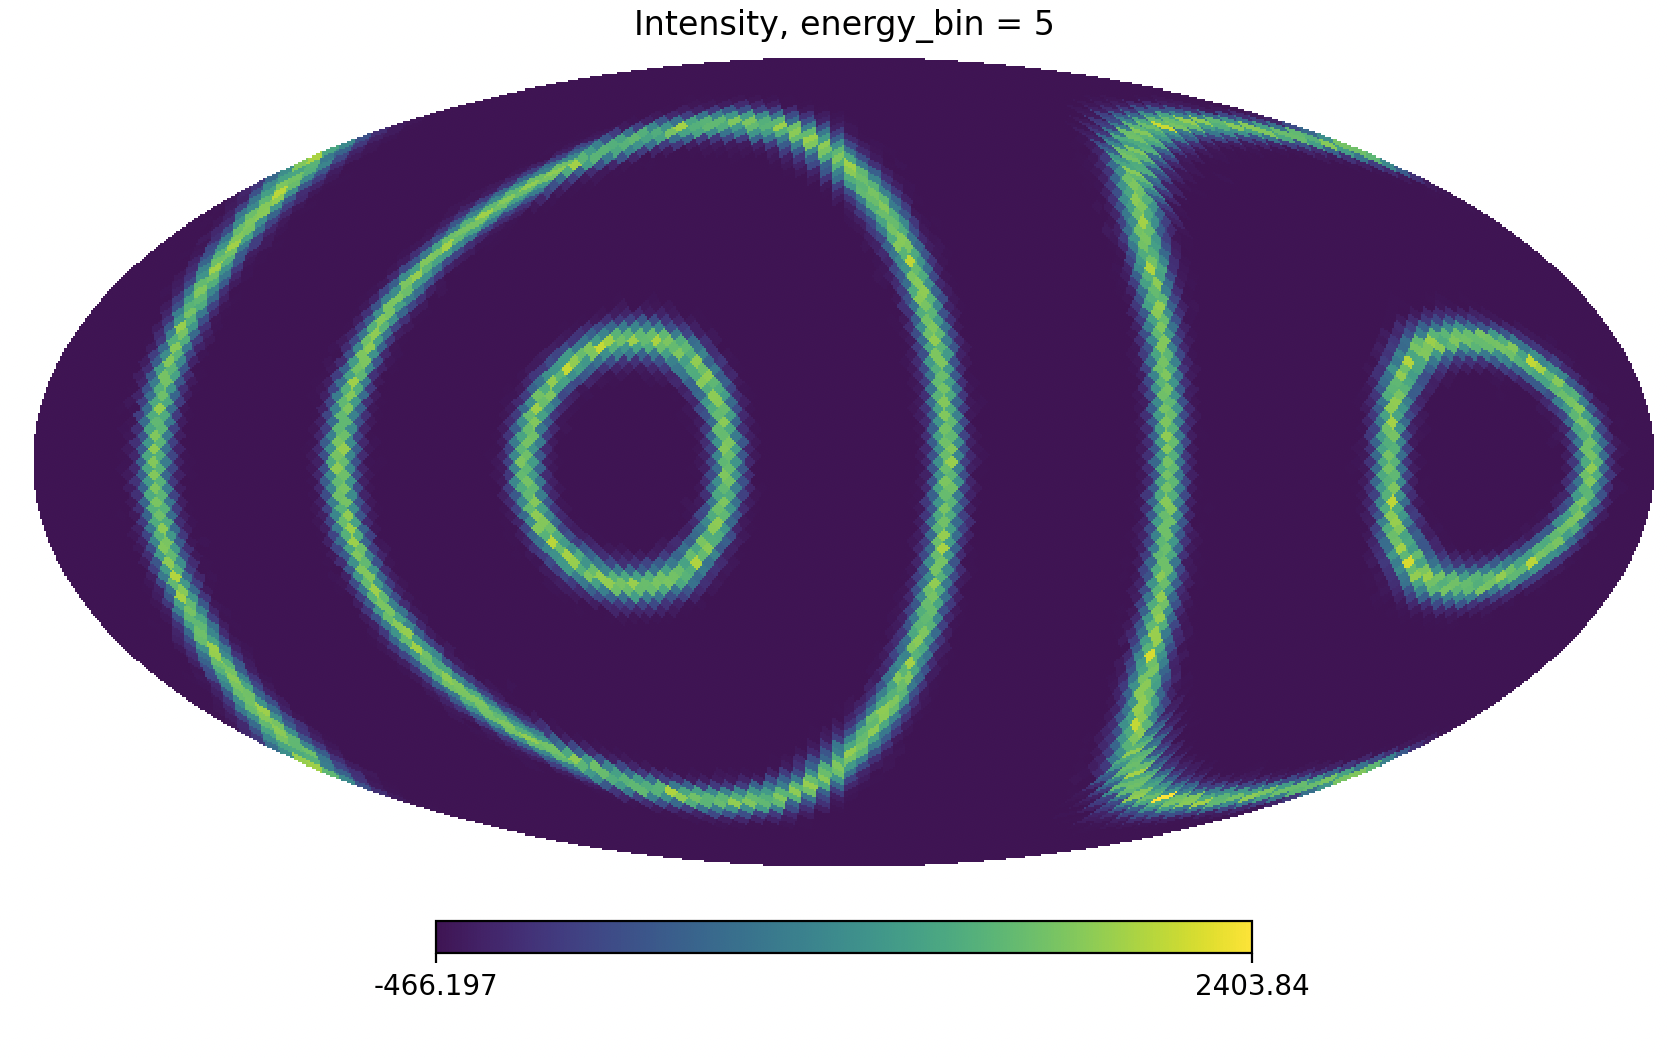 Intensity, energy_bin = 5
-466.197
2403.84